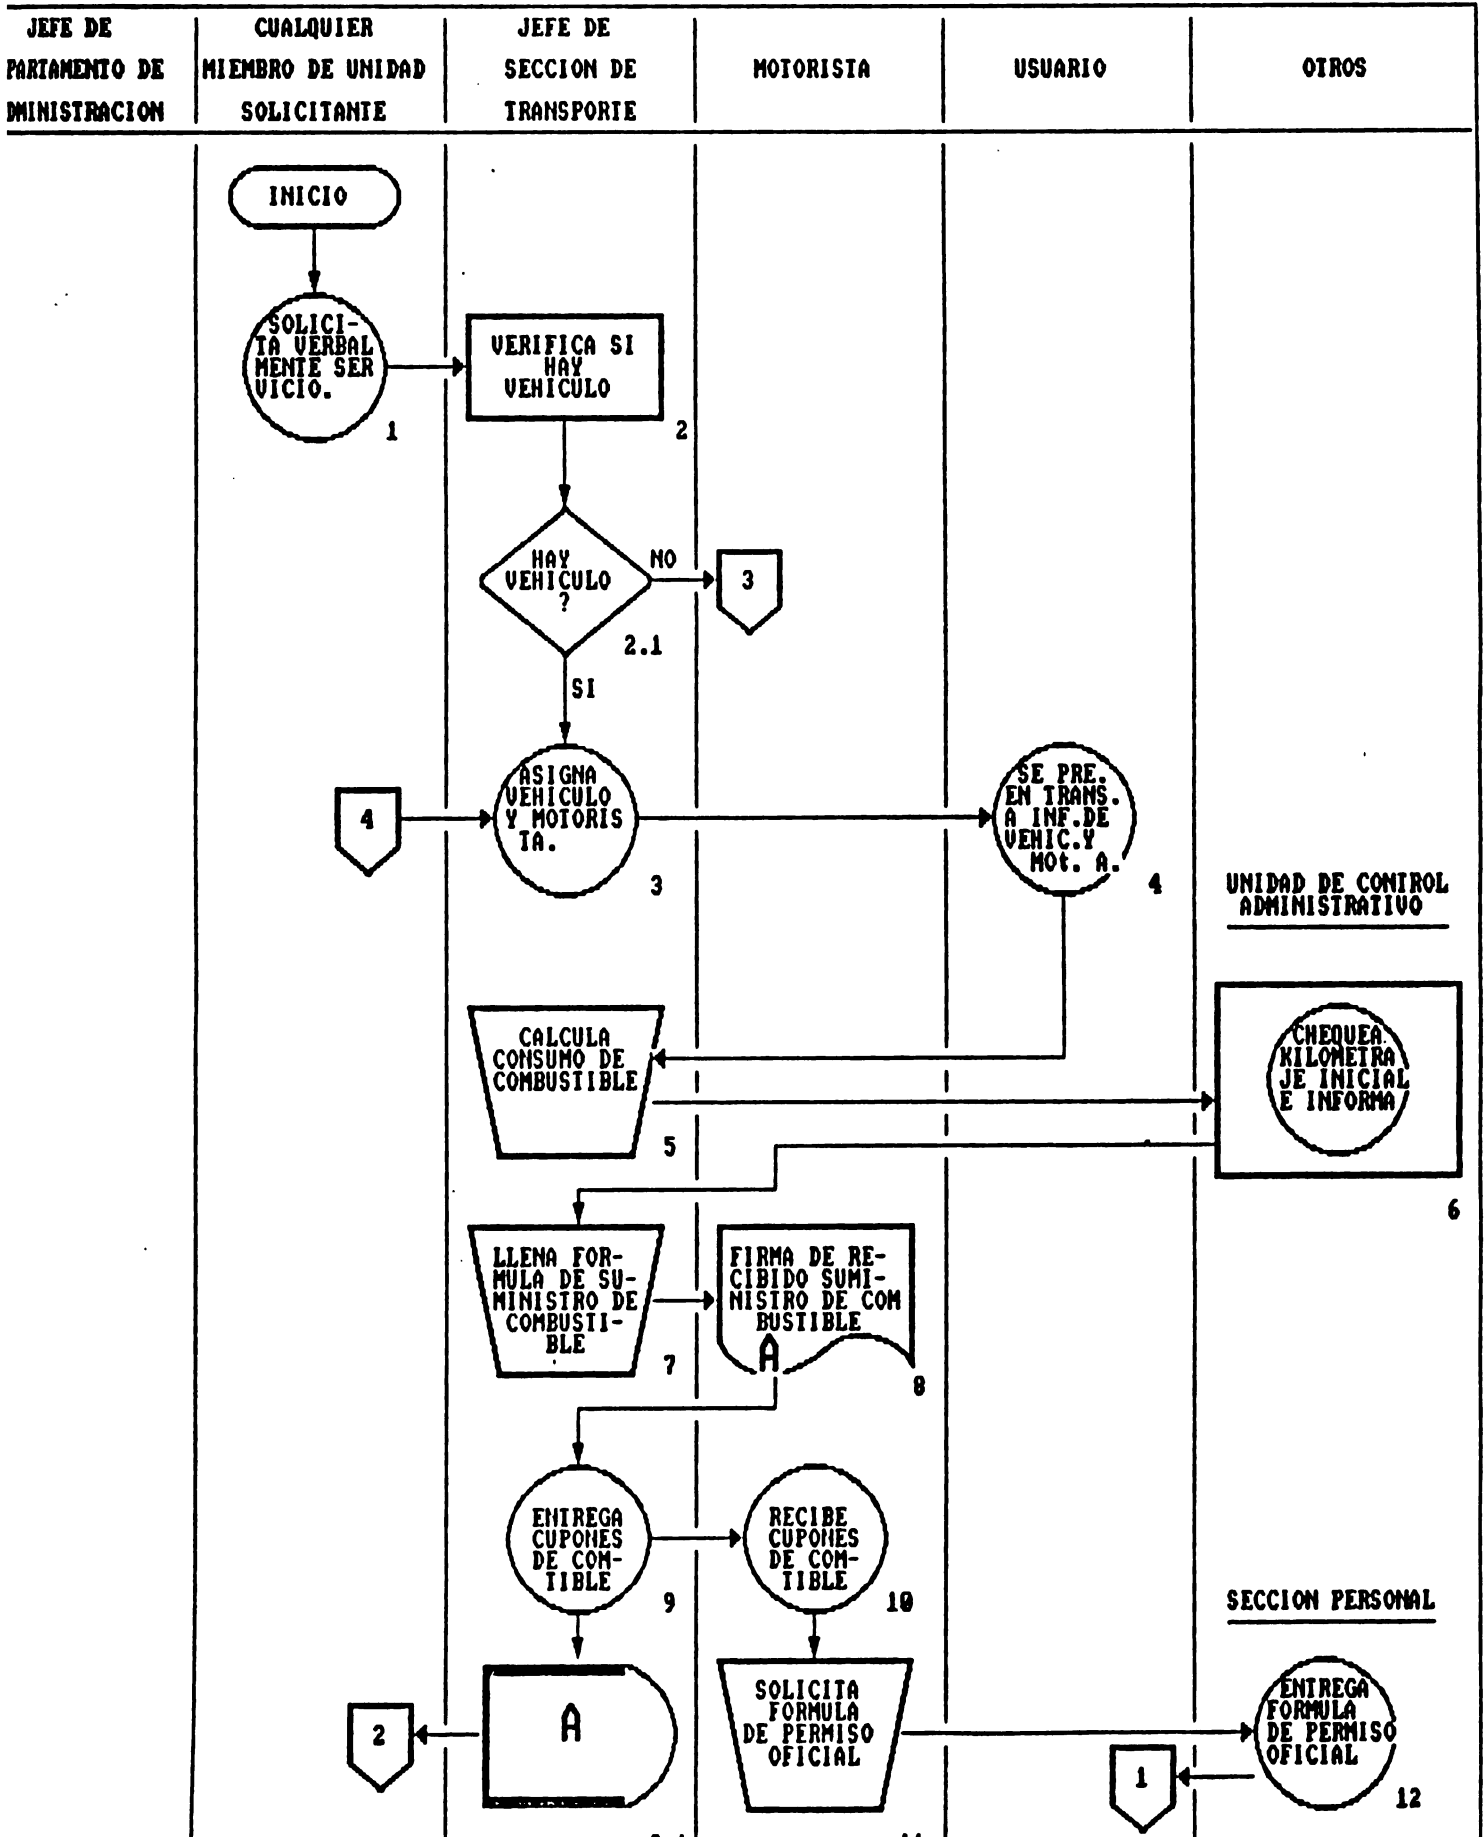 JEFE DE
PARTAMENTO DE
DMINISTRACION
CUALQUIER
MIEMBRO DE UNIDAD
SOLICITANTE
JEFE DE
SECCION DE
TRANSPORTE
MOTORISTA
USUARIO
OTROS
INICIO
SOLICI-
TA VERBAL
MENTE SER
VICIO.
1
VERIFICA SI
HAY
VEHICULO
2
HAY
VEHICULO
?
NO
3
2.1
SI
4
ASIGNA
VEHICULO
Y MOTORIS
TA.
3
SE PRE.
EN TRANS.
A INF.DE
VEHIC.Y
MOt. A.
4
UNIDAD DE CONTROL
ADMINISTRATIVO
CALCULA
CONSUMO DE
COMBUSTIBLE
5
CHEQUEA
KILOMETRA
JE INICIAL
E INFORMA
6
LLENA FOR-
MULA DE SU-
MINISTRO DE
COMBUSTI-
BLE
7
FIRMA DE RE-
CIBIDO SUMI-
NISTRO DE COM
BUSTIBLE
A
8
ENTREGA
CUPONES
DE COM-
TIBLE
9
RECIBE
CUPONES
DE COM-
TIBLE
10
SECCION PERSONAL
2
A
SOLICITA
FORMULA
DE PERMISO
OFICIAL
ENTREGA
FORMULA
DE PERMISO
OFICIAL
1
12